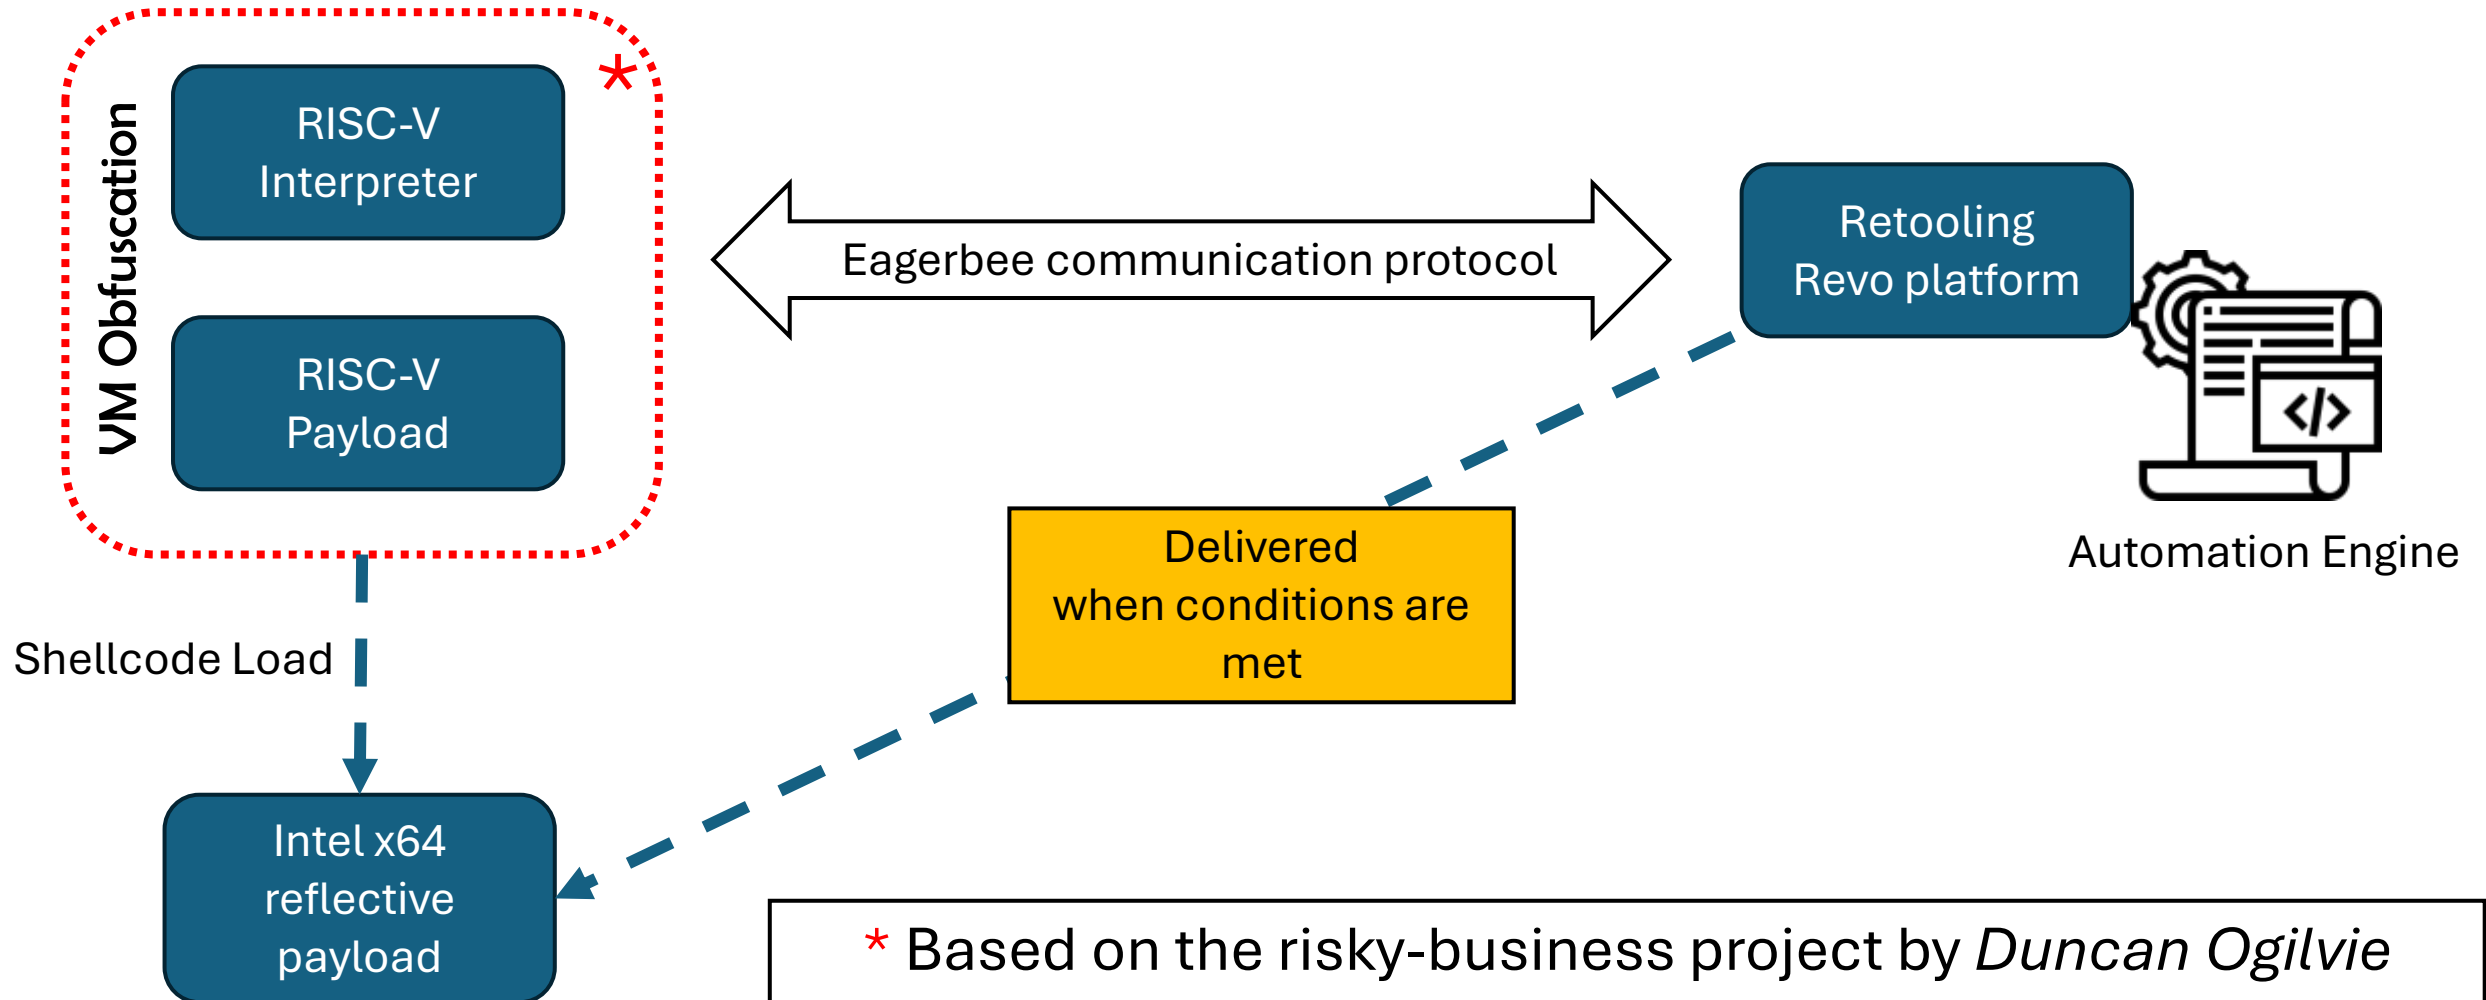 VM Obfuscation
RISC-V
Interpreter
*
RISC-V
Payload
Eagerbee communication protocol
Retooling
Revo platform
</>
Automation Engine
Delivered
when conditions are
met
Shellcode Load
Intel x64
reflective
payload
* Based on the risky-business project by Duncan Ogilvie